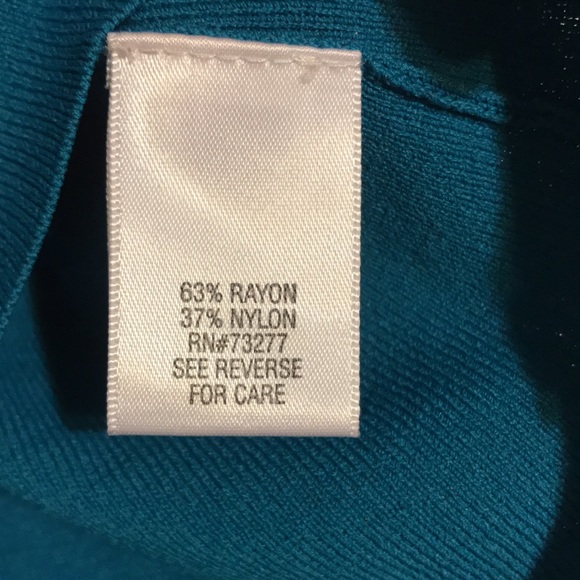 63% RAYON
37% NYLON
RN#73277
SEE REVERSE
FOR CARE